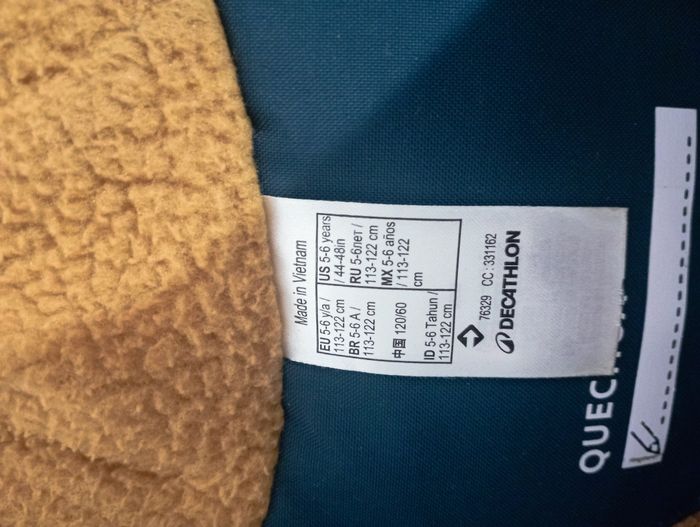 Made in Vietnam
EU 5-6 y/a /
113-122 cm
US 5-6 years
/ 44-48in
BR 5-6 A /
113-122 cm
RU 5-6лет /
113-122 cm
中国 120/60
MX 5-6 años
/ 113-122
cm
ID 5-6 Tahun /
113-122 cm
76329 CC : 331162
DECATHLON
QUECHUA